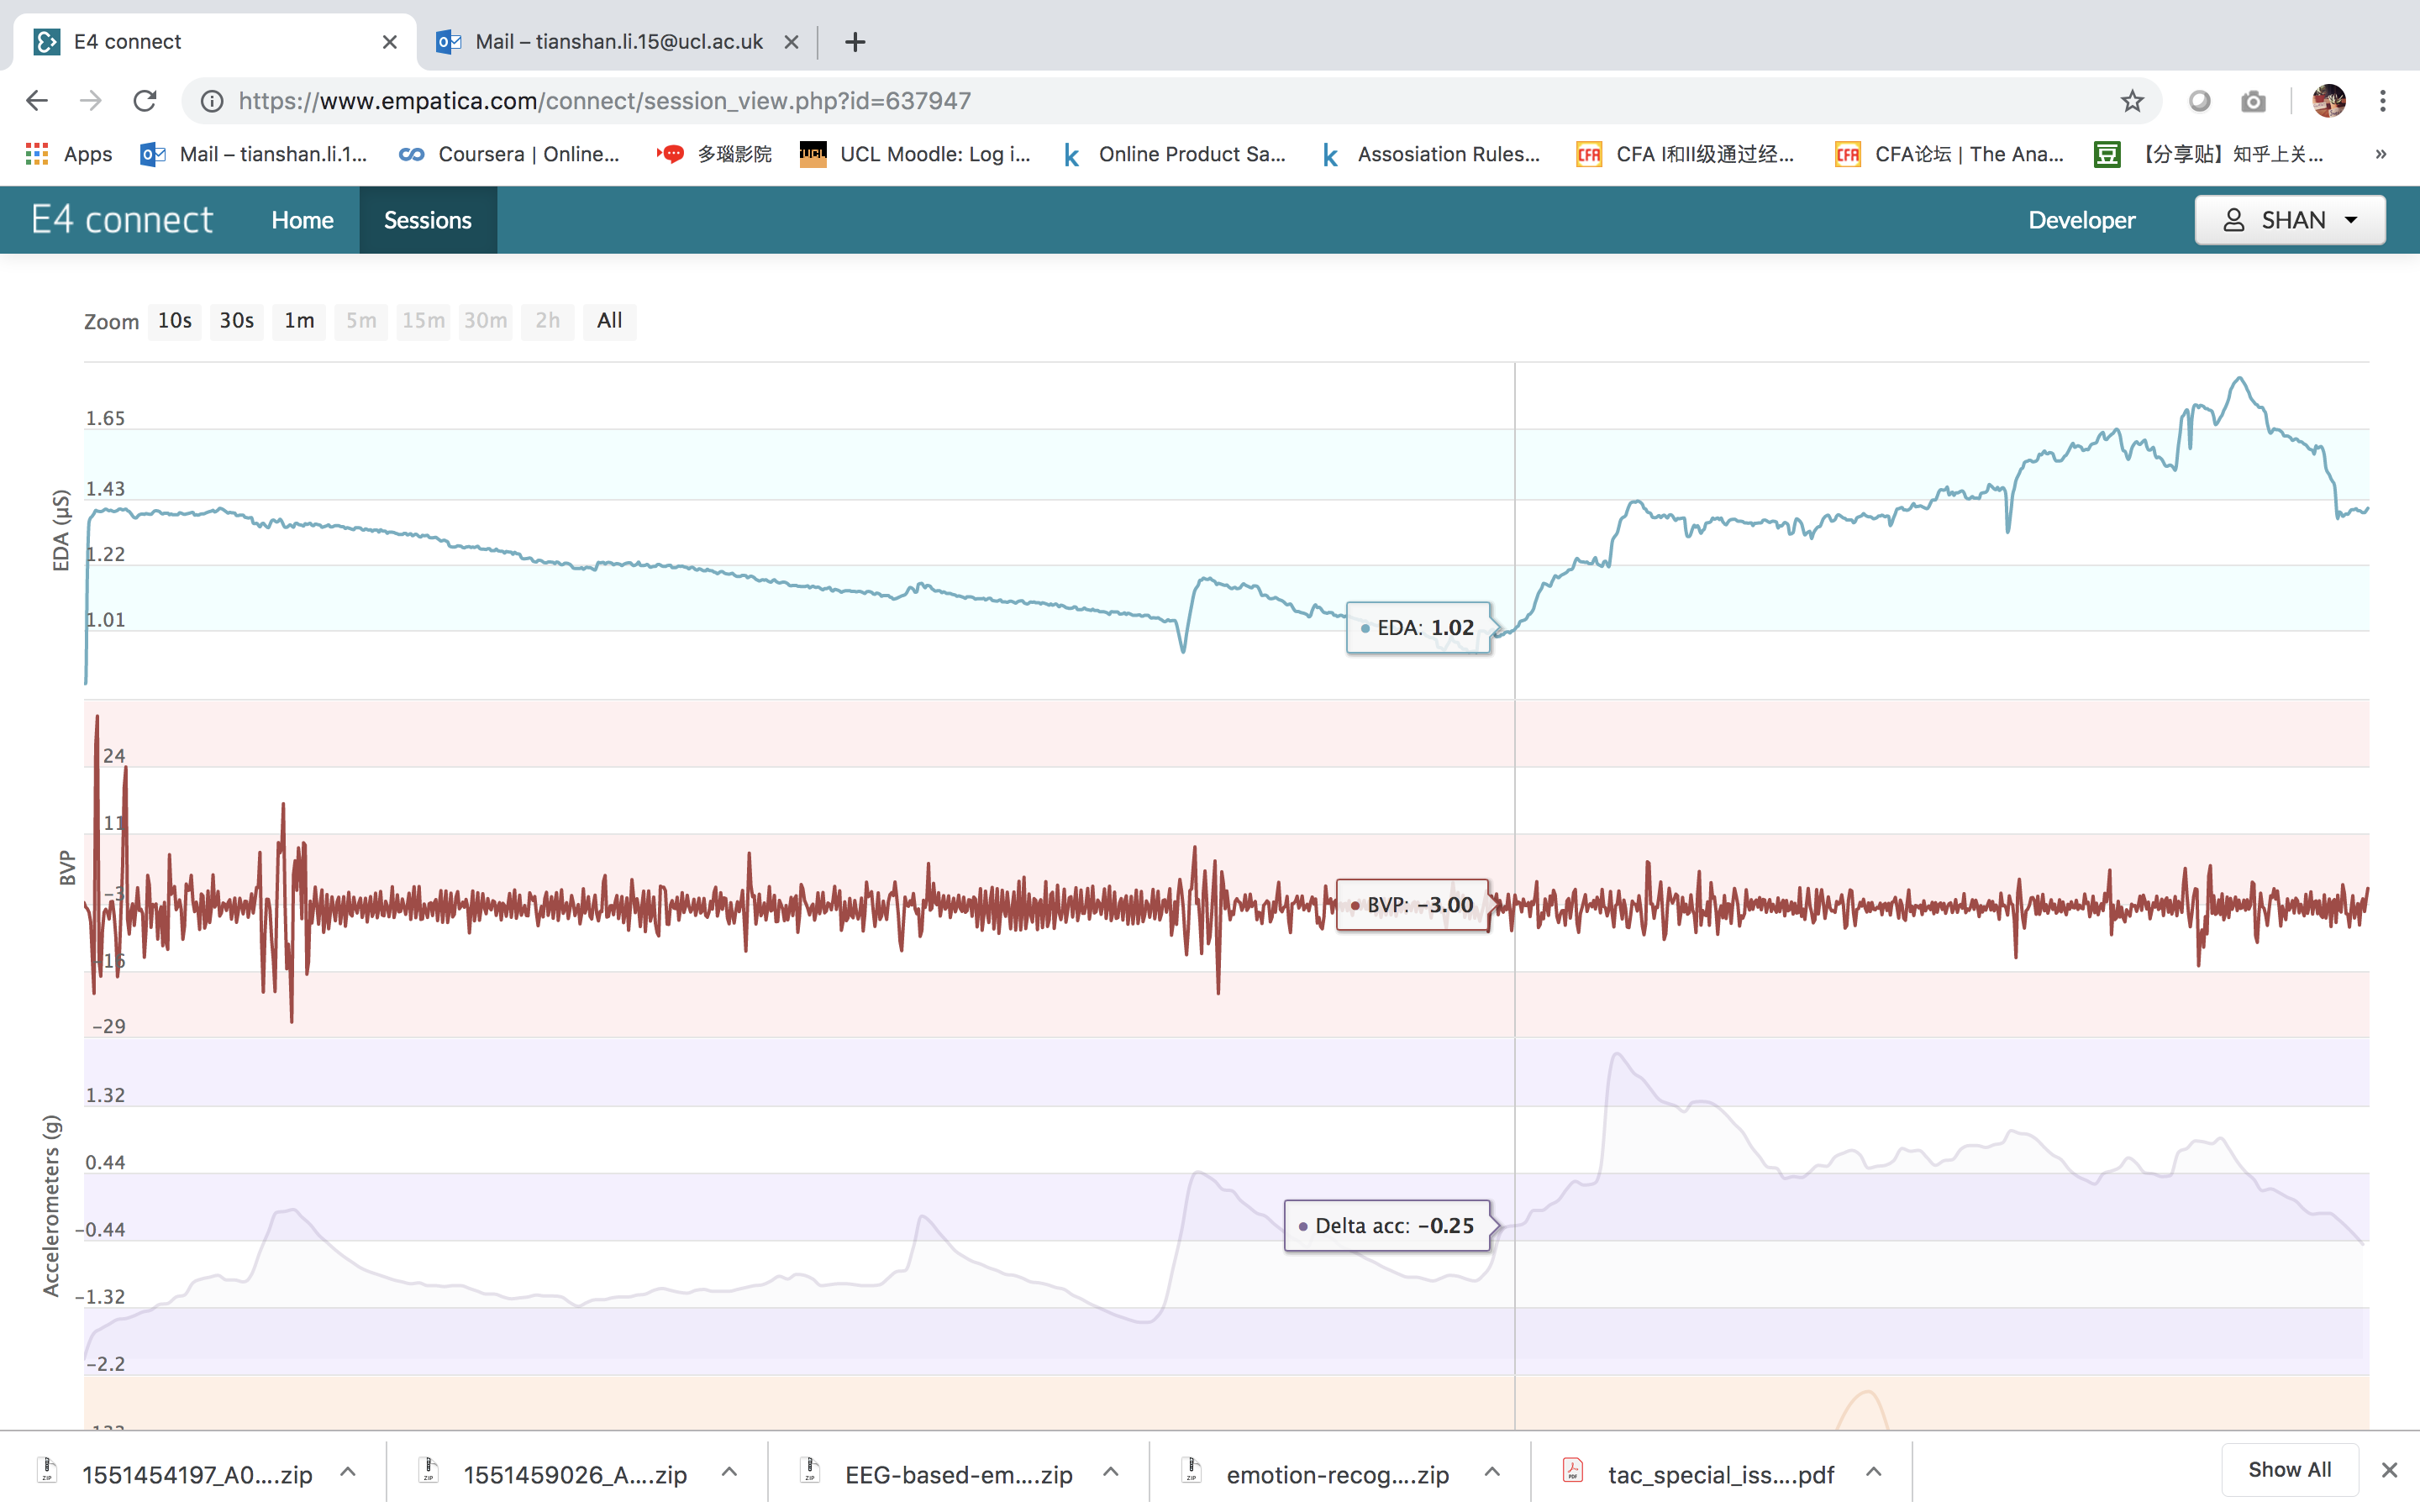 E4 connect
Mail – tianshan.li.15@ucl.ac.uk
https://www.empatica.com/connect/session_view.php?id=637947
Apps
Mail – tianshan.li.1...
Coursera | Online...
多瑙影院
UCL
UCL Moodle: Log i...
Online Product Sa...
Assosiation Rules...
CFA
CFA I和II级通过经...
CFA
CFA论坛 | The Ana...
豆
【分享贴】知乎上关...
»
E4 connect
Home
Sessions
Developer
SHAN
Zoom 10s 30s 1m 5m 15m 30m 2h All
EDA (µS)
1.65
1.43
1.22
1.01
EDA: 1.02
BVP
24
11
−3
−16
−29
BVP: −3.00
Accelerometers (g)
1.32
0.44
−0.44
−1.32
−2.2
Delta acc: −0.25
1551454197_A0....zip
1551459026_A....zip
EEG-based-em....zip
emotion-recog....zip
tac_special_iss....pdf
Show All